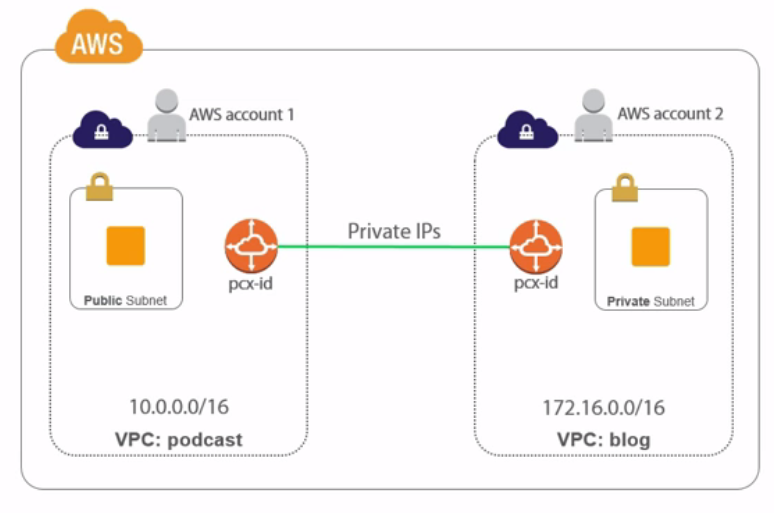 AWS
AWS account 1
AWS account 2
Private IPs
pcx-id
pcx-id
Public Subnet
Private Subnet
10.0.0.0/16
172.16.0.0/16
VPC: podcast
VPC: blog